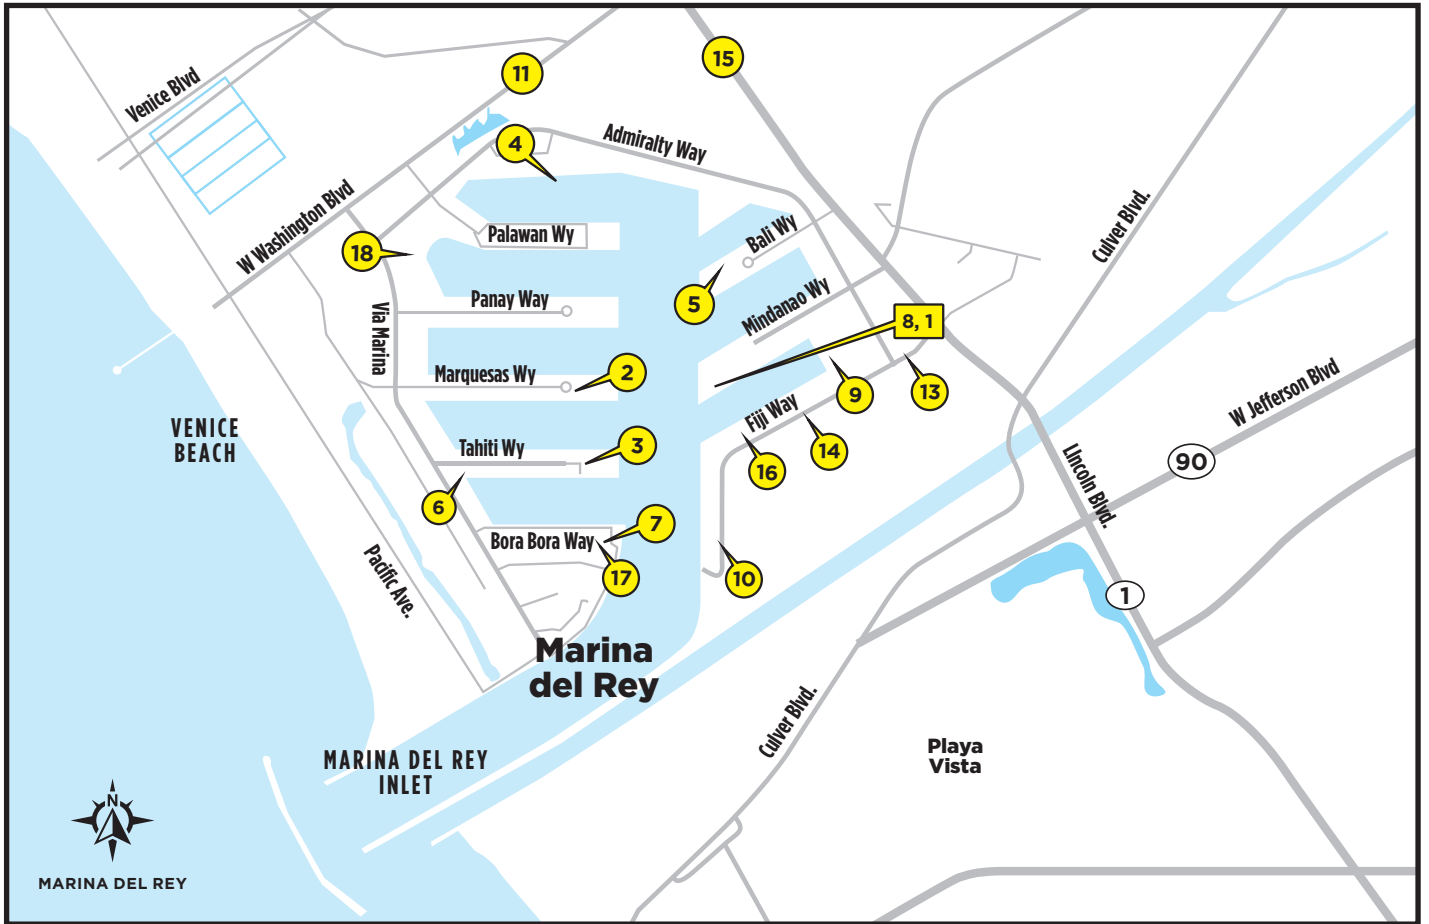 15
11
Venice Blvd
4
Admiralty Way
W Washington Blvd
Palawan Wy
Bali Wy
Culver Blvd.
18
5
Panay Way
Mindanao Wy
Via Marina
8, 1
2
Marquesas Wy
9
13
W Jefferson Blvd
VENICE
BEACH
Fiji Way
Tahiti Wy
3
14
16
90
Lincoln Blvd.
6
7
Bora Bora Way
17
10
Pacific Ave.
1
Marina
del Rey
Culver Blvd.
Playa
Vista
MARINA DEL REY
INLET
N
MARINA DEL REY